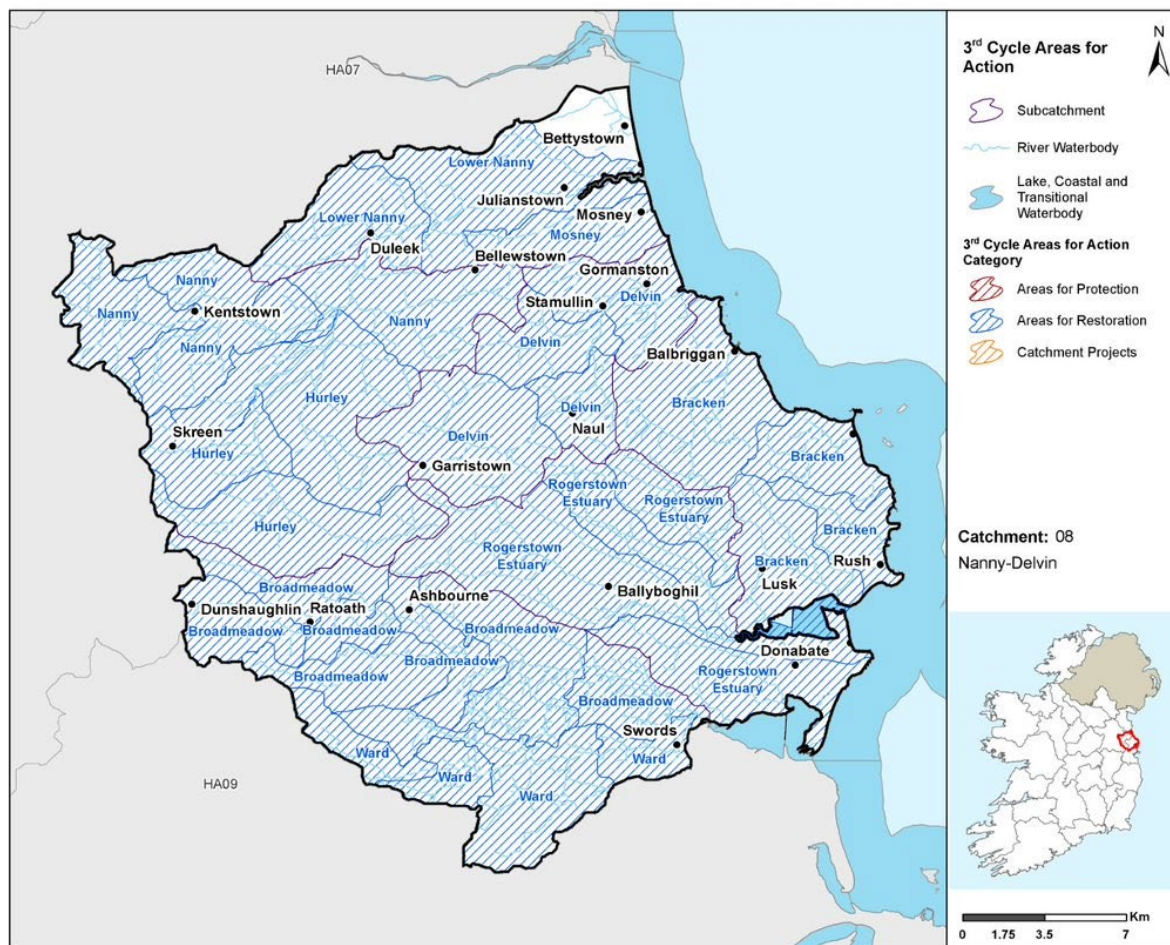 HA07
Bettystown
Lower Nanny
Julianstown
Lower Nanny
Mosney
Mosney
Duleek
Bellewstown
Gormanston
Nanny
Stamullin
Delvin
Nanny
Kentstown
Nanny
Nanny
Delvin
Balbriggan
Hurley
Delvin
Naul
Bracken
Skreen
Hurley
Delvin
Garristown
Bracken
Rogerstown
Estuary
Rogerstown
Estuary
Hurley
Bracken
Rogerstown
Estuary
Bracken
Rush
Lusk
Broadmeadow
Ballyboghil
Dunshaughlin
Ratoath
Ashbourne
Broadmeadow
Broadmeadow
Broadmeadow
Donabate
Broadmeadow
Broadmeadow
Rogerstown
Estuary
Broadmeadow
Swords
Ward
Ward
Ward
Ward
HA09
N
3rd Cycle Areas for
Action
Subcatchment
River Waterbody
Lake, Coastal and
Transitional
Waterbody
3rd Cycle Areas for Action
Category
Areas for Protection
Areas for Restoration
Catchment Projects
Catchment: 08
Nanny-Delvin
Km
0 1.75 3.5 7